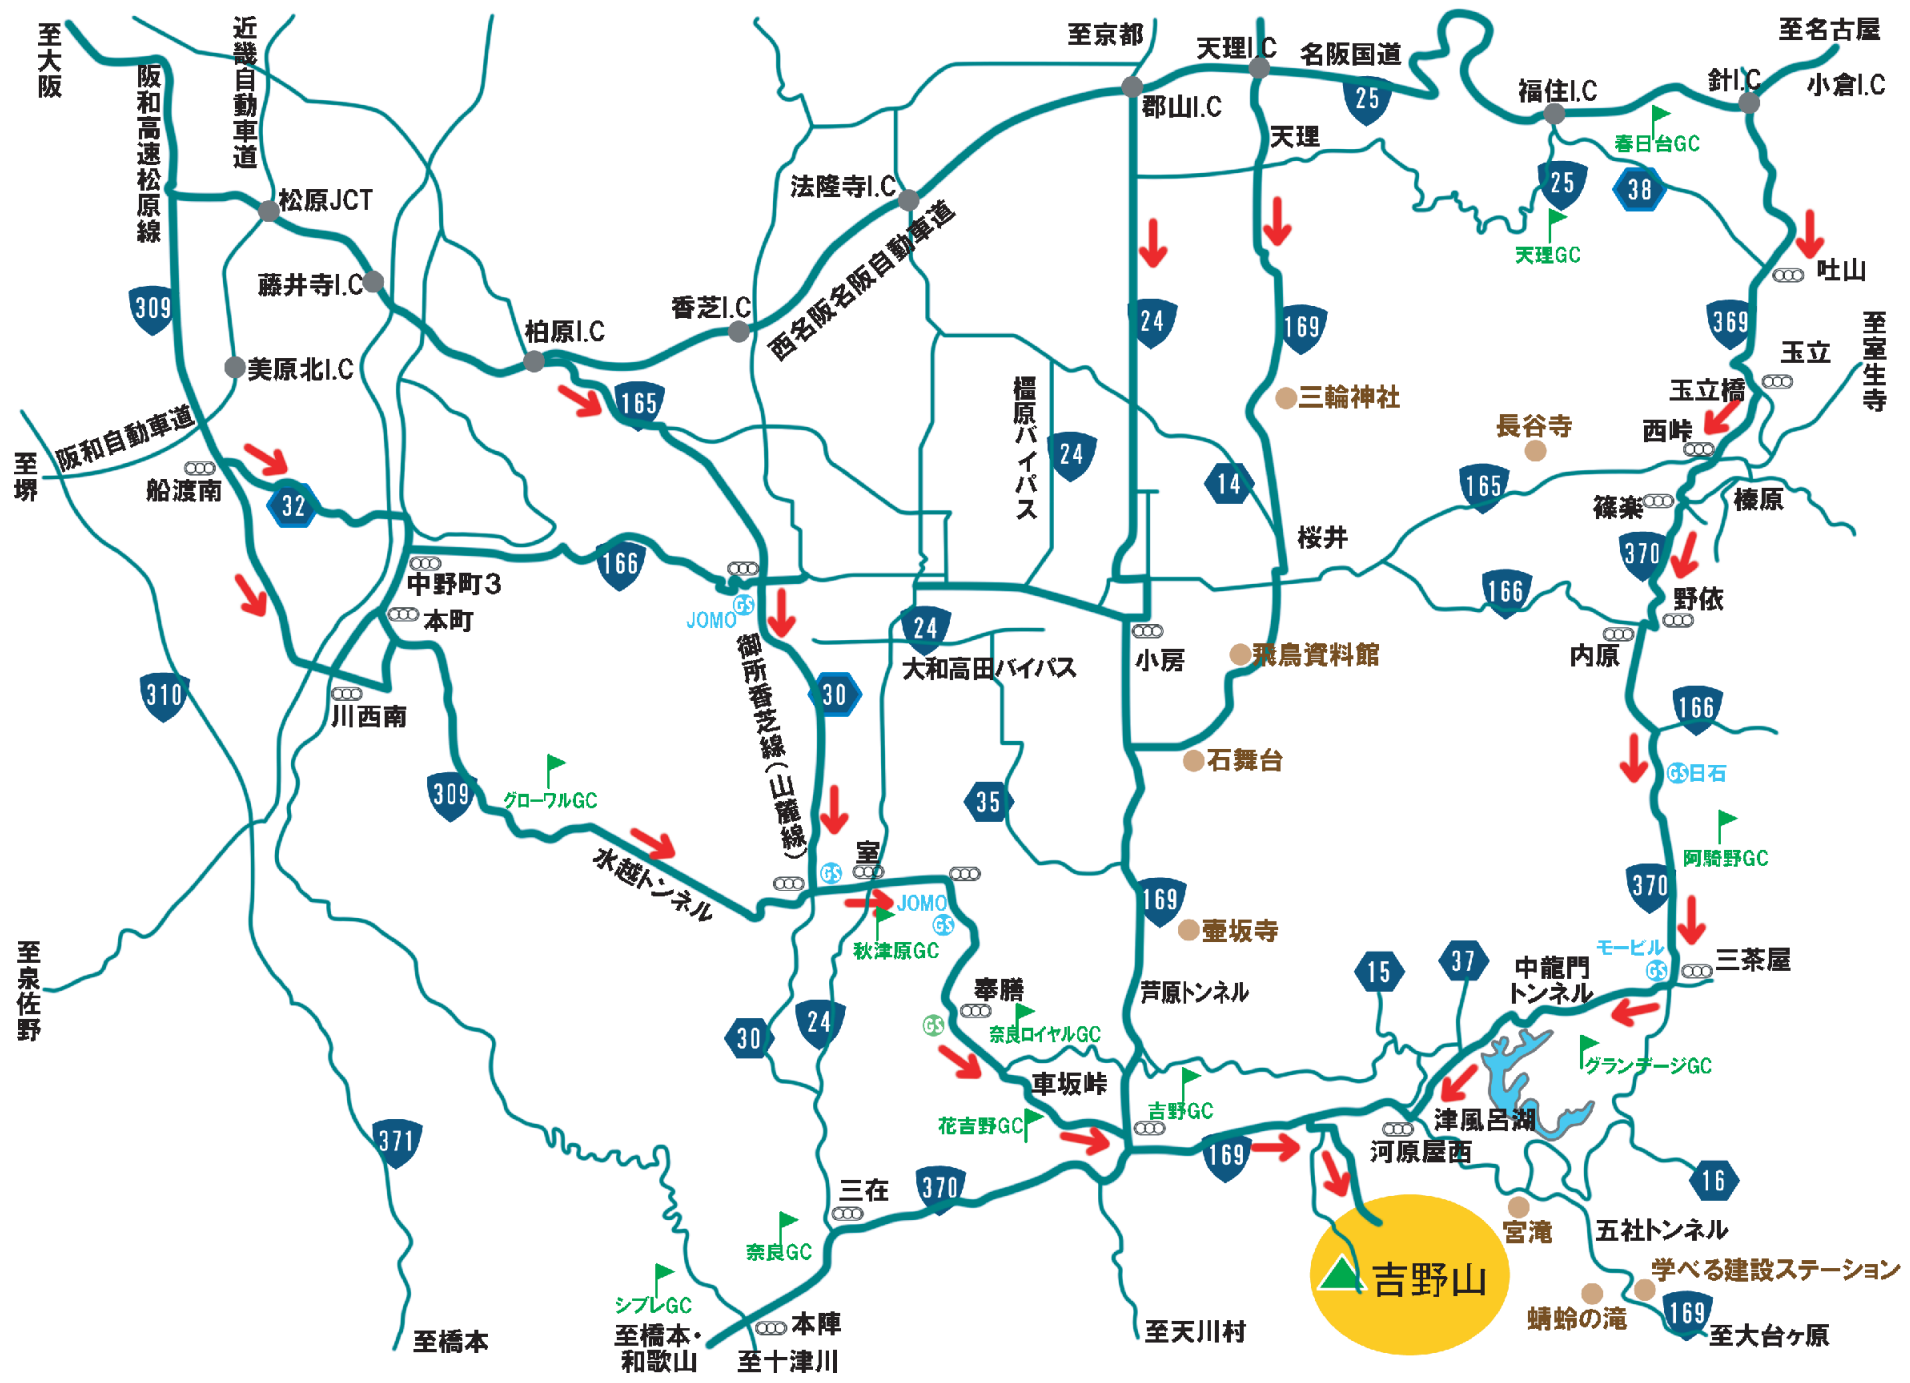 至大阪
阪和高速松原線
近畿自動車道
至京都
天理I.C
名阪国道
25
至名古屋
針I.C
小倉I.C
福住I.C
郡山I.C
天理
春日台GC
25
38
天理GC
法隆寺I.C
西名阪名阪自動車道
松原JCT
藤井寺I.C
309
柏原I.C
香芝I.C
美原北I.C
阪和自動車道
至堺
船渡南
32
165
24
169
吐山
369
玉立
玉立橋
至室生寺
三輪神社
橿原バイパス
24
14
西峠
長谷寺
165
篠楽
榛原
桜井
370
166
野依
内原
中野町3
本町
166
JOMO
GS
御所香芝線(山麓線)
30
24
大和高田バイパス
小房
飛鳥資料館
石舞台
310
川西南
309
グローワルGC
水越トンネル
35
166
GS
日石
阿騎野GC
370
GS
室
JOMO
GS
秋津原GC
169
壷坂寺
モービル
GS
三茶屋
至泉佐野
奉膳
GS
奈良ロイヤルGC
芦原トンネル
15
37
中龍門
トンネル
30
24
車坂峠
花吉野GC
吉野GC
グランデージGC
津風呂湖
河原屋西
371
169
16
三在
370
奈良GC
シプレGC
宮滝
五社トンネル
吉野山
学べる建設ステーション
蜻蛉の滝
169
至大台ヶ原
至橋本
至橋本・
和歌山
本陣
至十津川
至天川村